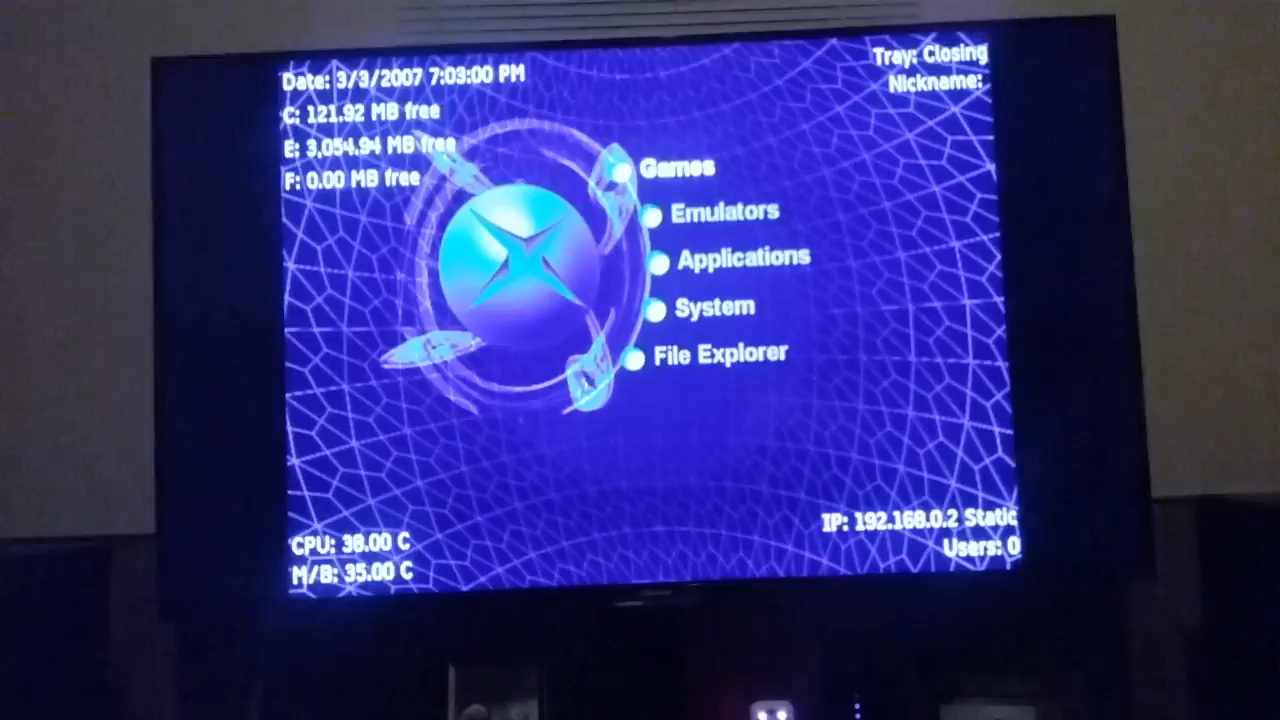 Date: 3/3/2007 7:03:00 PM
Tray: Closing
Nickname:
C: 121.92 MB free
E: 3,054.94 MB free
F: 0.00 MB free
Games
Emulators
Applications
System
File Explorer
IP: 192.168.0.2 Static
Users: 0
CPU: 38.00 C
M/B: 35.00 C